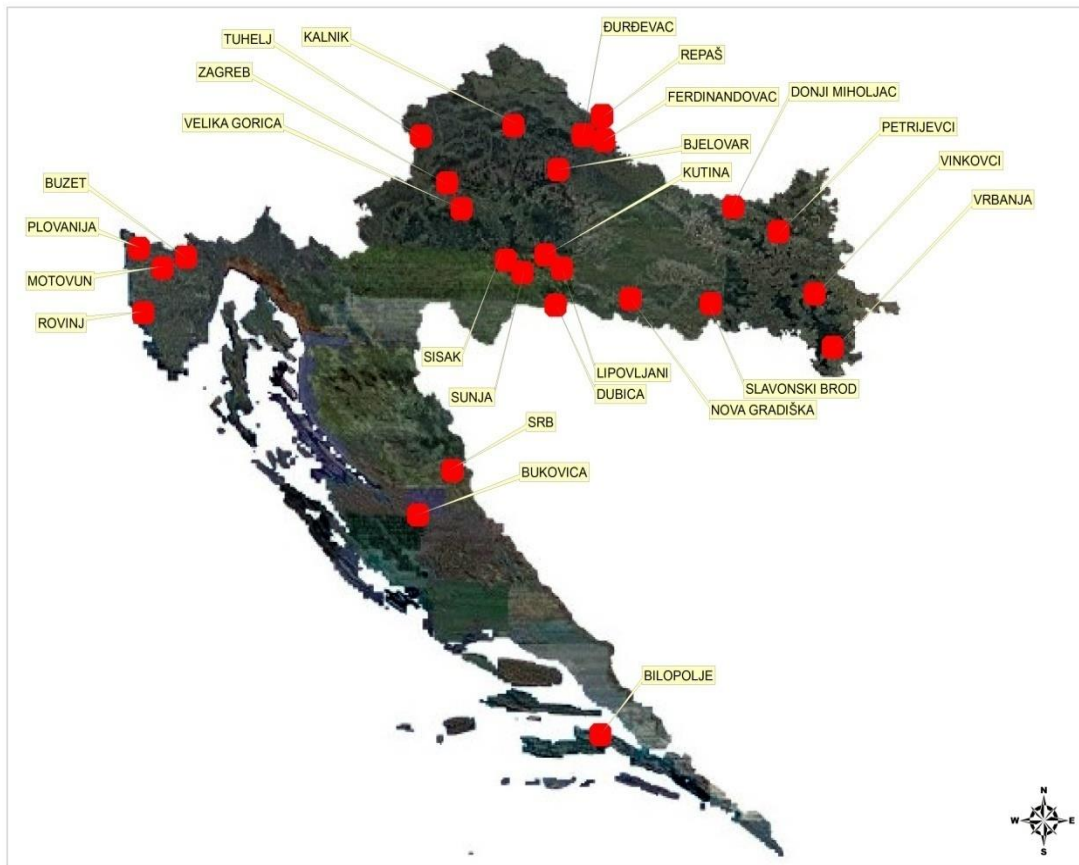 ĐURĐEVAC
KALNIK
TUHELJ
REPAŠ
ZAGREB
DONJI MIHOLJAC
FERDINANDOVAC
VELIKA GORICA
PETRIJEVCI
BJELOVAR
VINKOVCI
KUTINA
BUZET
VRBANJA
PLOVANIJA
MOTOVUN
ROVINJ
SISAK
LIPOVLJANI
SUNJA
DUBICA
SLAVONSKI BROD
NOVA GRADIŠKA
SRB
BUKOVICA
BILOPOLJE
N
W E
S